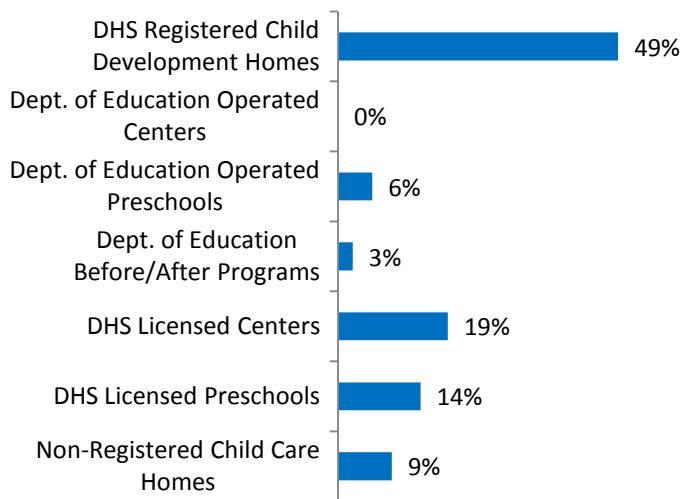 DHS Registered Child
Development Homes
49%
Dept. of Education Operated
Centers
0%
Dept. of Education Operated
Preschools
6%
Dept. of Education
Before/After Programs
3%
DHS Licensed Centers
19%
DHS Licensed Preschools
14%
Non-Registered Child Care
Homes
9%